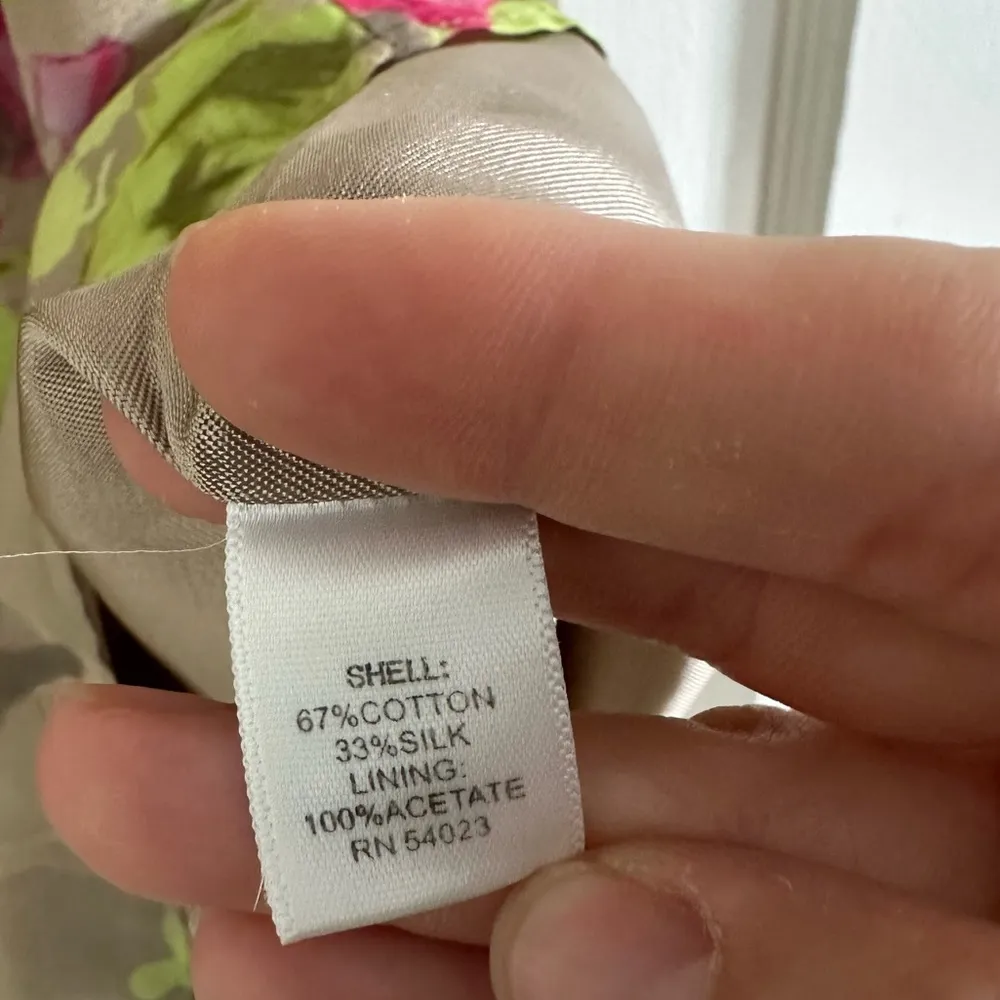 SHELL:
67%COTTON
33%SILK
LINING:
100%ACETATE
RN 54023